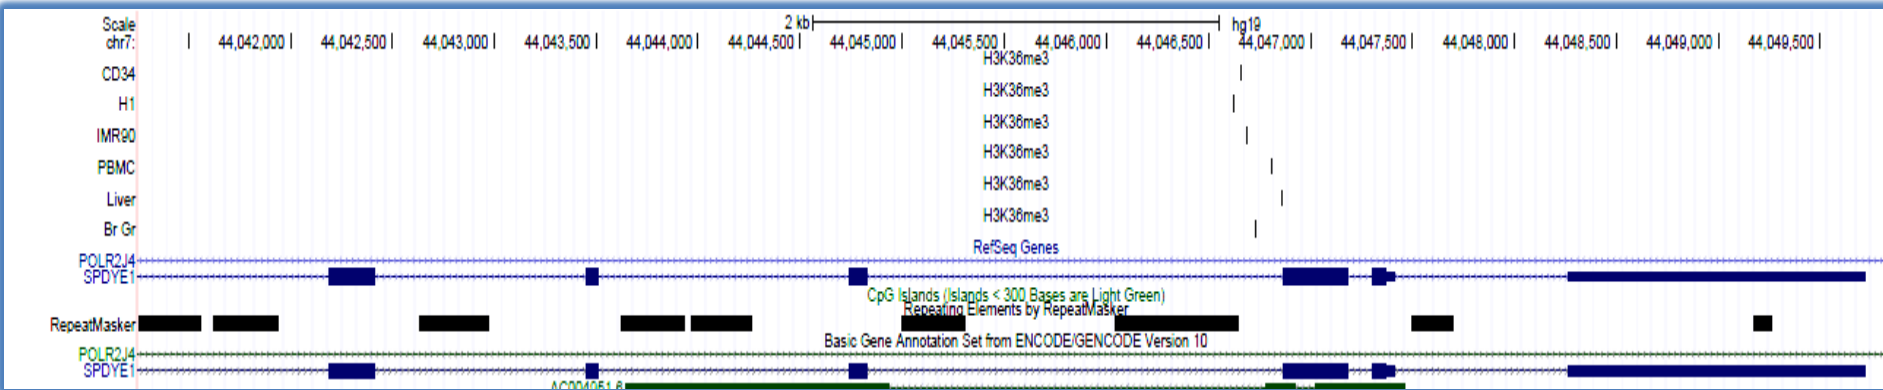 Scale 2 kb hg19
chr7: 44,042,000 44,042,500 44,043,000 44,043,500 44,044,000 44,044,500 44,045,000 44,045,500 44,046,000 44,046,500 44,047,000 44,047,500 44,048,000 44,048,500 44,049,000 44,049,500
H3K36me3
CD34
H3K36me3
H1
H3K36me3
IMR90
H3K36me3
PBMC
H3K36me3
Liver
H3K36me3
Br Gr
RefSeq Genes
POLR2J4
SPDYE1
CpG Islands (Islands < 300 Bases are Light Green)
Repeating Elements by RepeatMasker
RepeatMasker
Basic Gene Annotation Set from ENCODE/GENCODE Version 10
POLR2J4
SPDYE1
AC004951.6